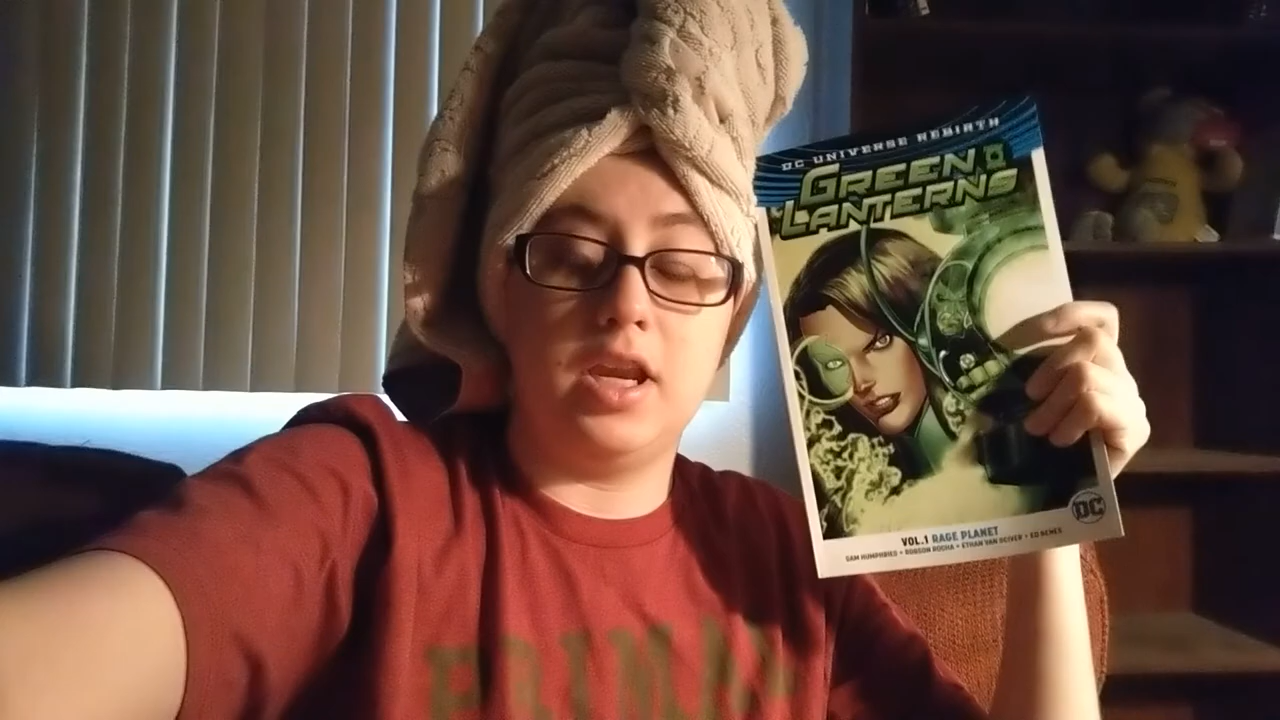 DC UNIVERSE REBIRTH
GREEN
LANTERNS
DC
VOL.1 RAGE PLANET
SAM HUMPHRIES • ROBSON ROCHA • ETHAN VAN SCIVER • ED BENES